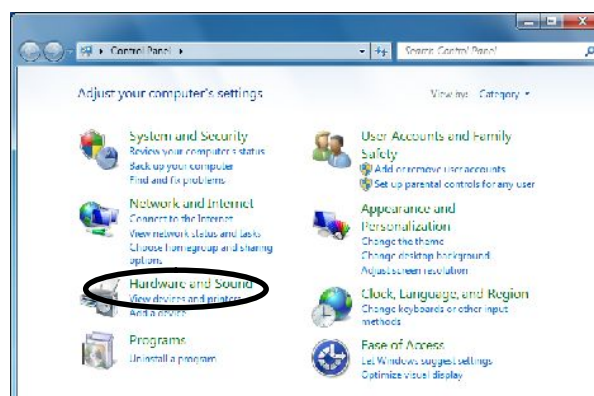 Control Panel
Search Control Panel
Adjust your computer's settings
View by: Category
System and Security
Review your computer's status
Back up your computer
Find and fix problems
Network and Internet
Connect to the Internet
View network status and tasks
Choose homegroup and sharing
options
Hardware and Sound
View devices and printers
Add a device
Programs
Uninstall a program
User Accounts and Family
Safety
Add or remove user accounts
Set up parental controls for any user
Appearance and
Personalization
Change the theme
Change desktop background
Adjust screen resolution
Clock, Language, and Region
Change keyboards or other input
methods
Ease of Access
Let Windows suggest settings
Optimize visual display